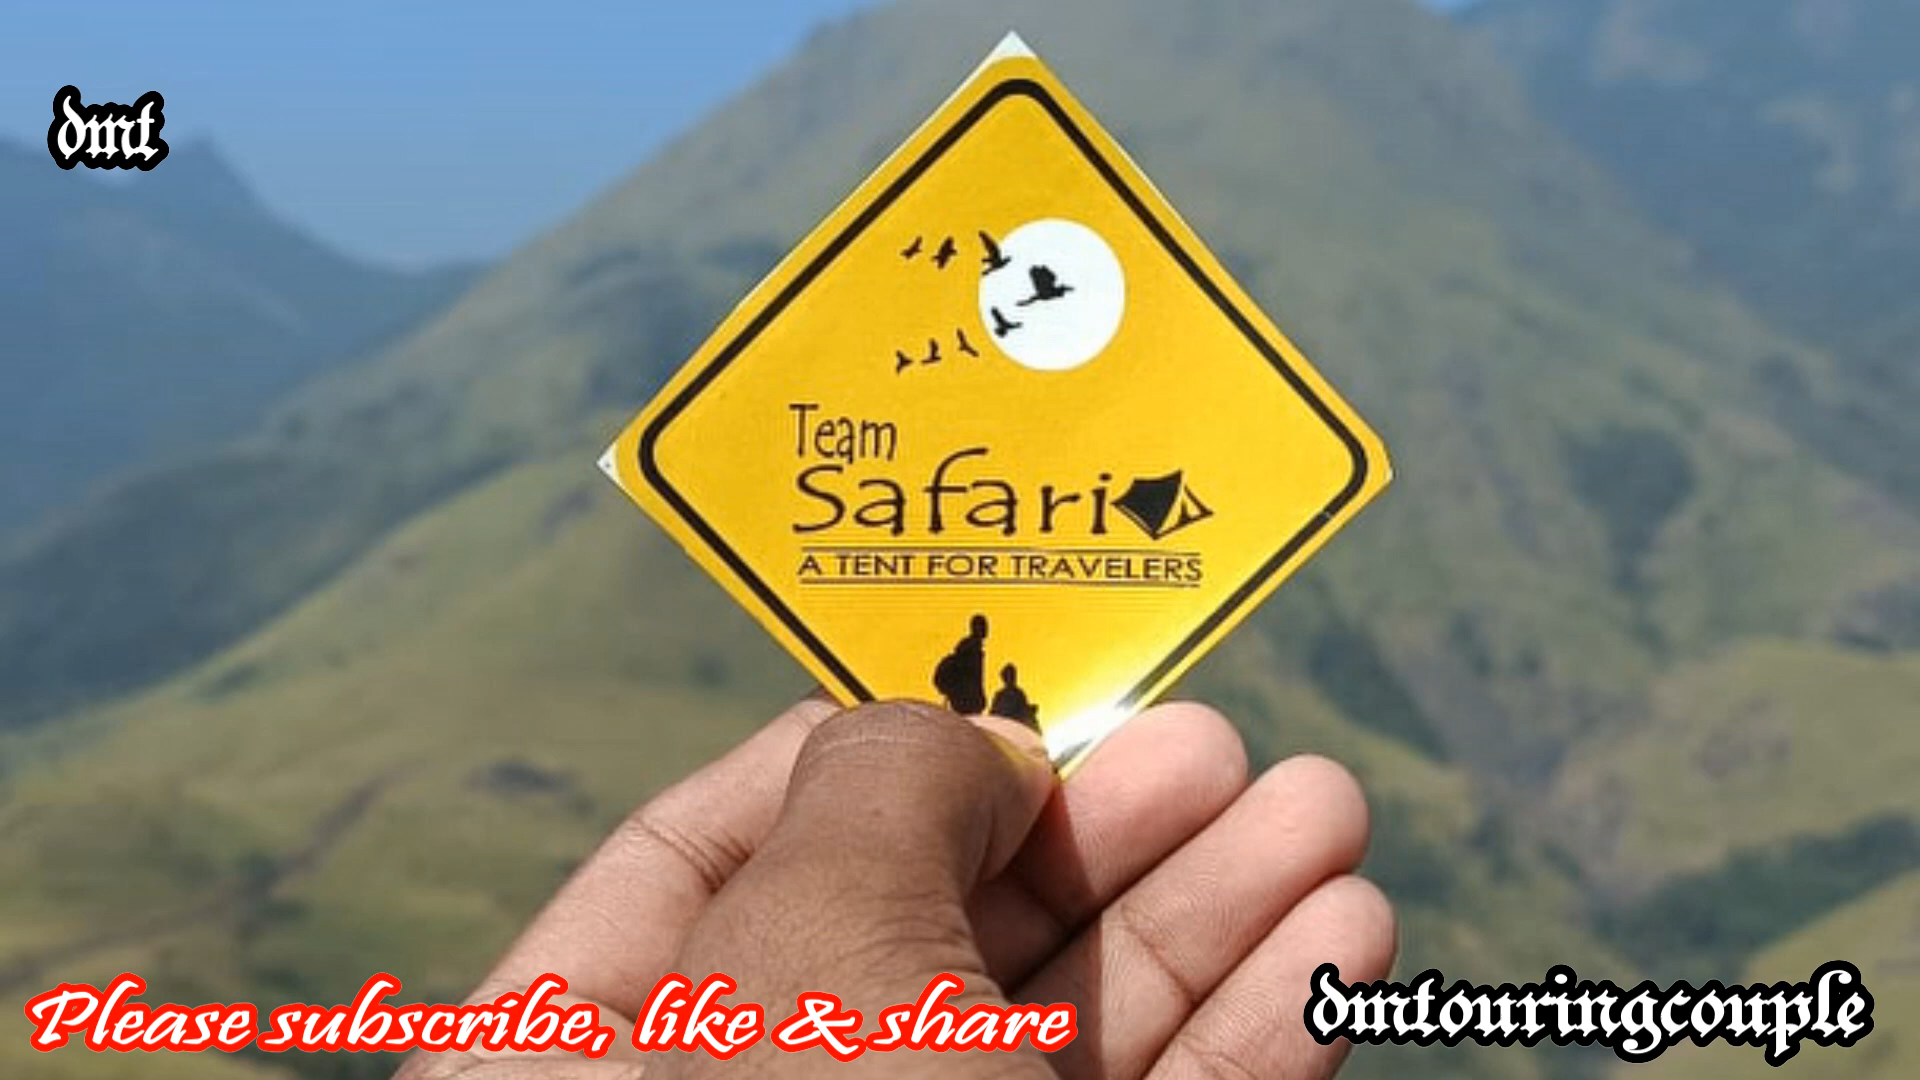 dmt
Team
Safari
A TENT FOR TRAVELERS
Please subscribe, like & share
dmtouringcouple